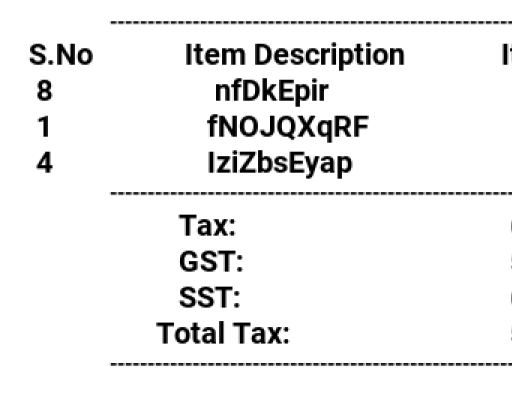 S.No Item Description
8 nfDkEpir
1 fNOJQXqRF
4 IziZbsEyap
Tax:
GST:
SST:
Total Tax: